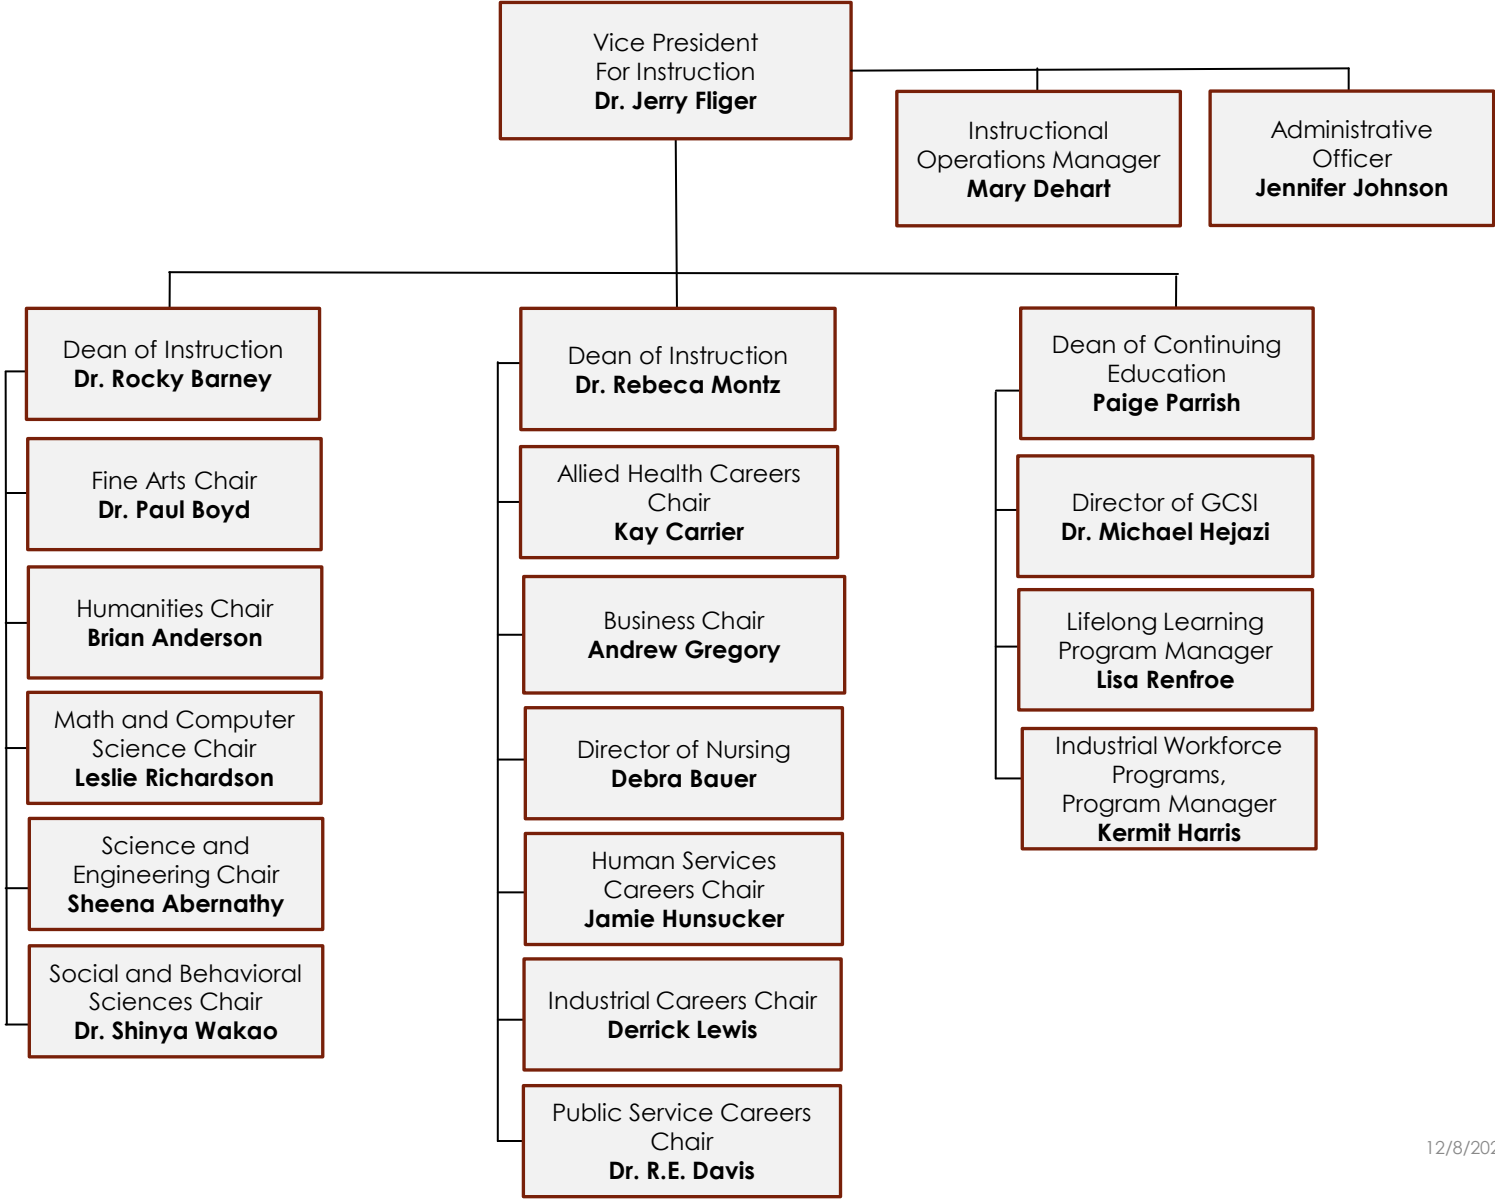 Vice President
For Instruction
Dr. Jerry Fliger
Instructional
Operations Manager
Mary Dehart
Administrative
Officer
Jennifer Johnson
Dean of Instruction
Dr. Rocky Barney
Fine Arts Chair
Dr. Paul Boyd
Humanities Chair
Brian Anderson
Math and Computer
Science Chair
Leslie Richardson
Science and
Engineering Chair
Sheena Abernathy
Social and Behavioral
Sciences Chair
Dr. Shinya Wakao
Dean of Instruction
Dr. Rebeca Montz
Allied Health Careers
Chair
Kay Carrier
Business Chair
Andrew Gregory
Director of Nursing
Debra Bauer
Human Services
Careers Chair
Jamie Hunsucker
Industrial Careers Chair
Derrick Lewis
Public Service Careers
Chair
Dr. R.E. Davis
Dean of Continuing
Education
Paige Parrish
Director of GCSI
Dr. Michael Hejazi
Lifelong Learning
Program Manager
Lisa Renfroe
Industrial Workforce
Programs,
Program Manager
Kermit Harris
12/8/202